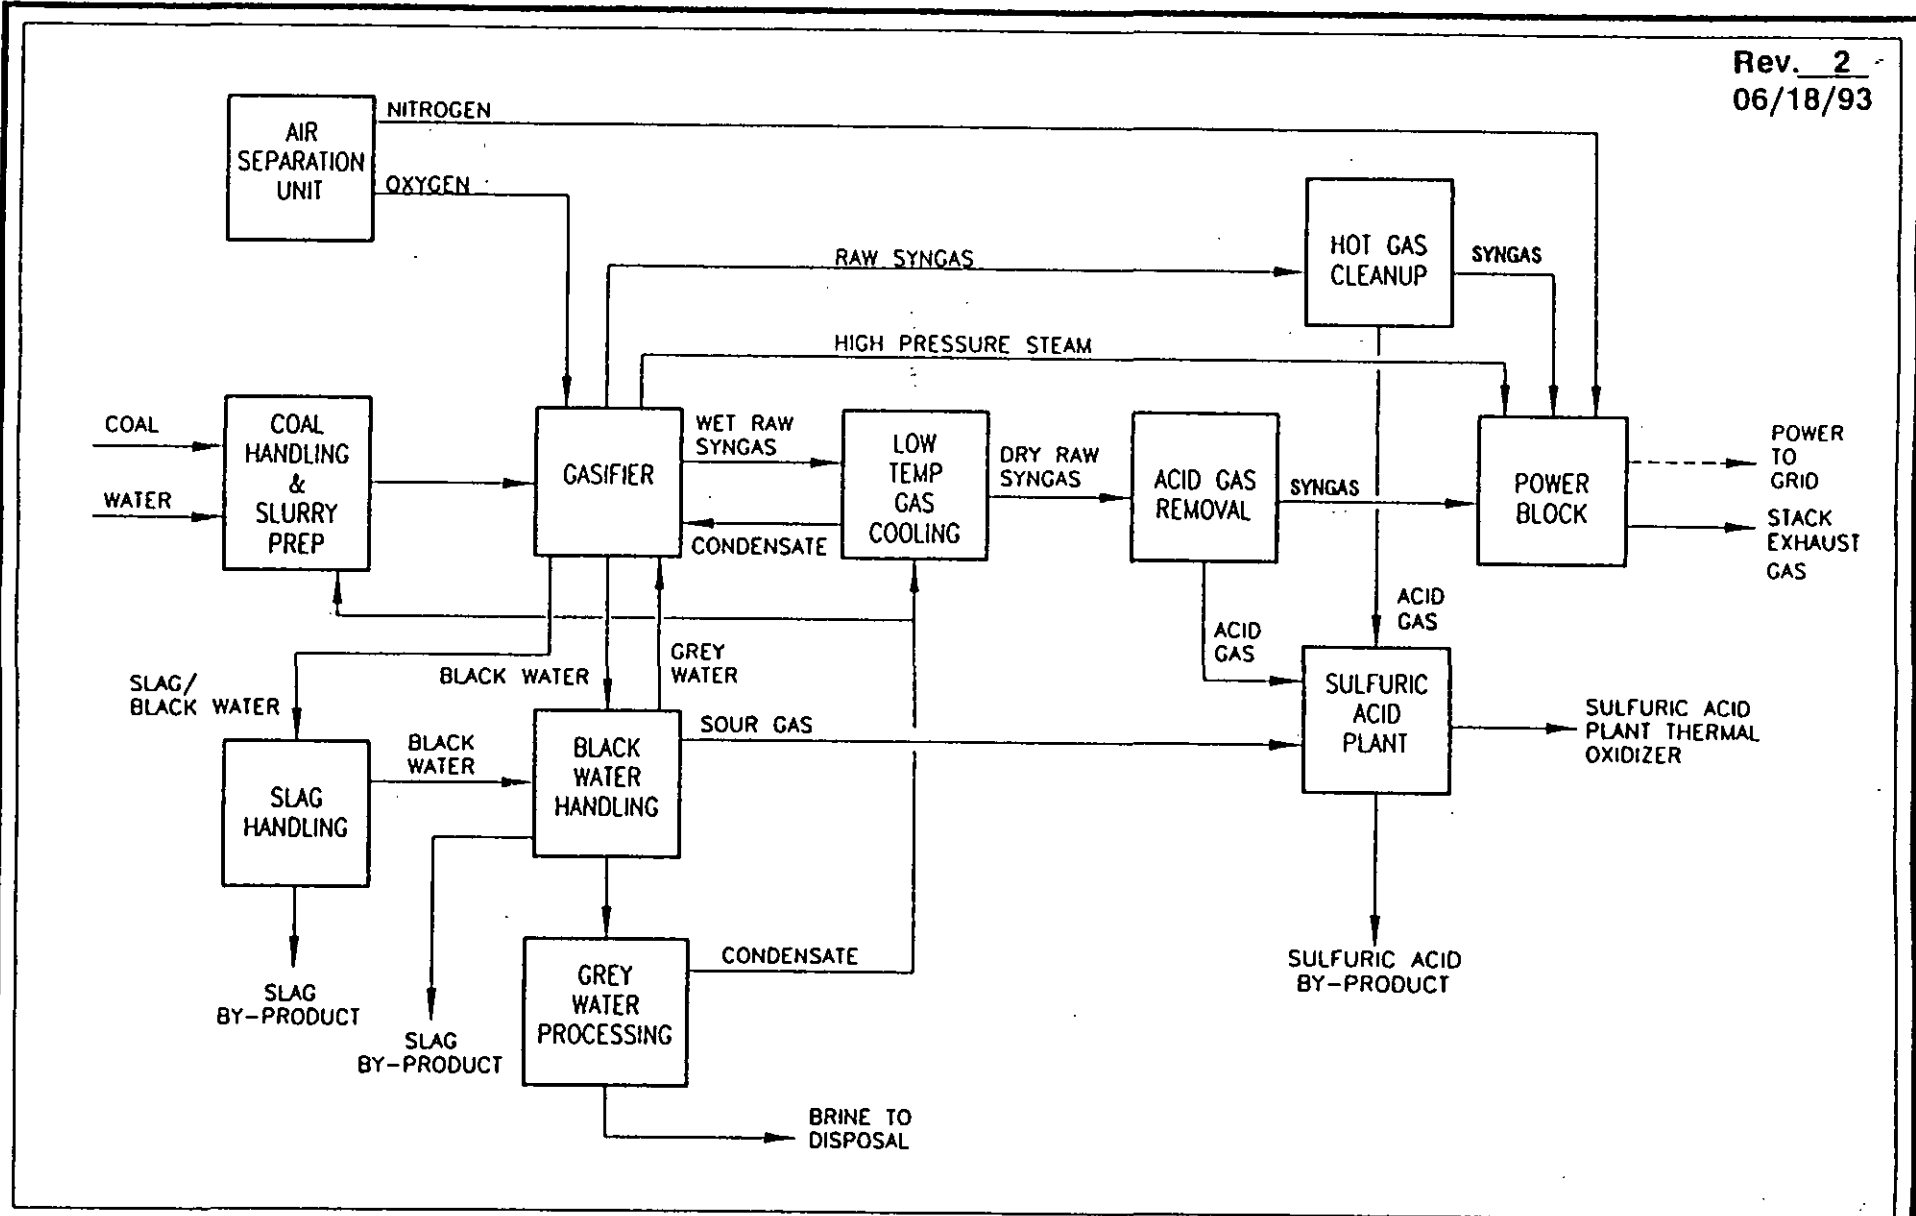 Rev. 2
06/18/93
AIR
SEPARATION
UNIT
NITROGEN
OXYGEN
HOT GAS
CLEANUP
SYNGAS
RAW SYNGAS
HIGH PRESSURE STEAM
COAL
WATER
COAL
HANDLING
&
SLURRY
PREP
GASIFIER
WET RAW
SYNGAS
CONDENSATE
LOW
TEMP
GAS
COOLING
DRY RAW
SYNGAS
ACID GAS
REMOVAL
SYNGAS
POWER
BLOCK
POWER
TO
GRID
STACK
EXHAUST
GAS
ACID
GAS
ACID
GAS
SLAG/
BLACK WATER
BLACK WATER
GREY
WATER
SLAG
HANDLING
BLACK
WATER
BLACK
WATER
HANDLING
SOUR GAS
SULFURIC
ACID
PLANT
SULFURIC ACID
PLANT THERMAL
OXIDIZER
SLAG
BY-PRODUCT
SLAG
BY-PRODUCT
GREY
WATER
PROCESSING
CONDENSATE
SULFURIC ACID
BY-PRODUCT
BRINE TO
DISPOSAL